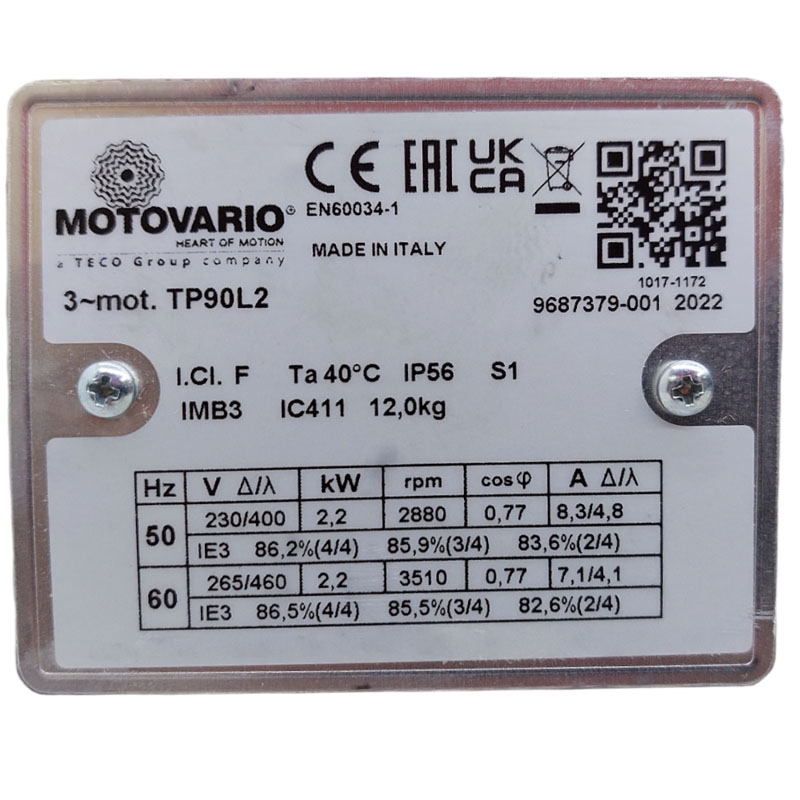 MOTOVARIO®
HEART OF MOTION
a TECO Group company
CE EAC UK CA
EN60034-1
MADE IN ITALY
1017-1172
3~mot. TP90L2
9687379-001 2022
I.Cl. F Ta 40°C IP56 S1
IMB3 IC411 12,0kg
Hz V Δ/λ kW rpm cosφ A Δ/λ
50 230/400 2,2 2880 0,77 8,3/4,8
IE3 86,2%(4/4) 85,9%(3/4) 83,6%(2/4)
60 265/460 2,2 3510 0,77 7,1/4,1
IE3 86,5%(4/4) 85,5%(3/4) 82,6%(2/4)